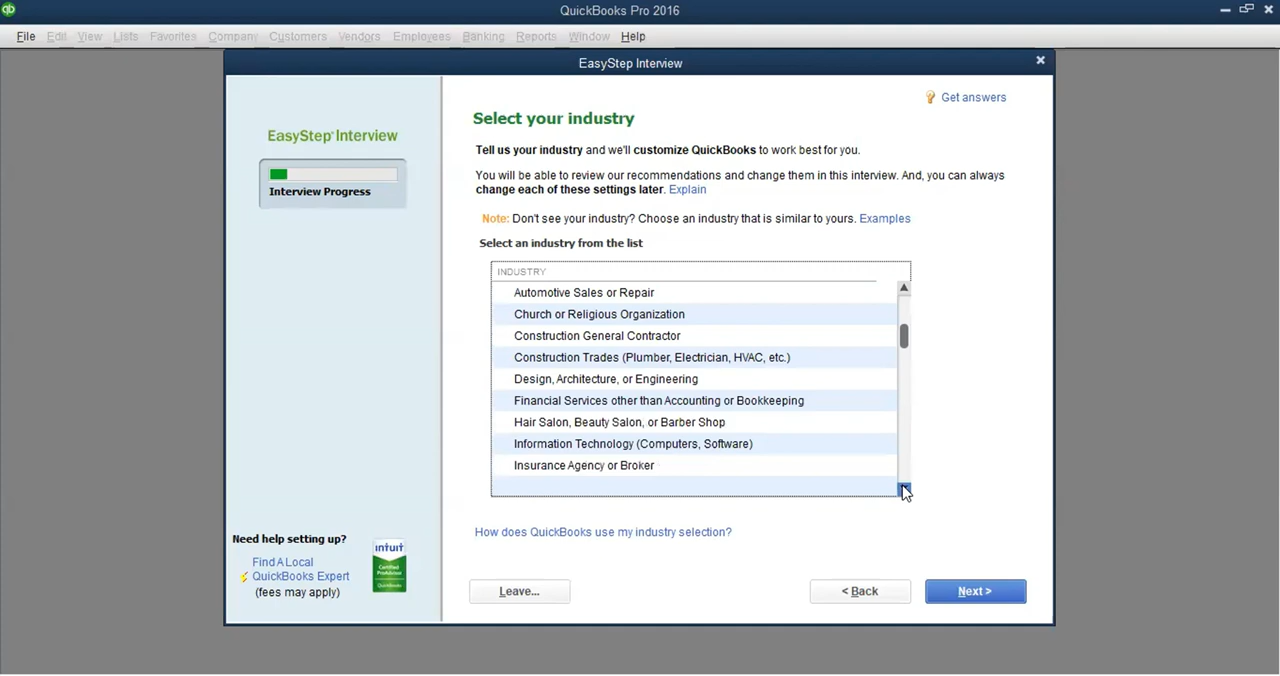 qb
QuickBooks Pro 2016
File Edit View Lists Favorites Company Customers Vendors Employees Banking Reports Window Help
EasyStep Interview
Get answers
EasyStep Interview
Interview Progress
Select your industry
Tell us your industry and we'll customize QuickBooks to work best for you.
You will be able to review our recommendations and change them in this interview. And, you can always
change each of these settings later. Explain
Note: Don't see your industry? Choose an industry that is similar to yours. Examples
Select an industry from the list
INDUSTRY
Automotive Sales or Repair
Church or Religious Organization
Construction General Contractor
Construction Trades (Plumber, Electrician, HVAC, etc.)
Design, Architecture, or Engineering
Financial Services other than Accounting or Bookkeeping
Hair Salon, Beauty Salon, or Barber Shop
Information Technology (Computers, Software)
Insurance Agency or Broker
How does QuickBooks use my industry selection?
Need help setting up?
Find A Local
QuickBooks Expert
(fees may apply)
intuit
Certified
ProAdvisor
QuickBooks
Leave...
< Back
Next >